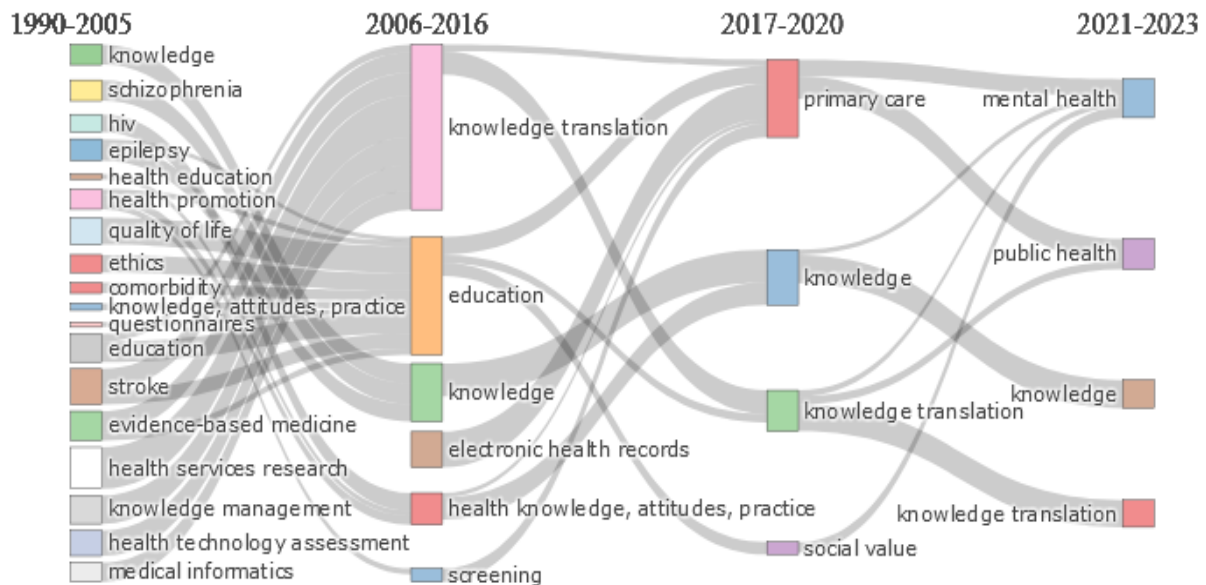 1990-2005 2006-2016 2017-2020 2021-2023
knowledge
schizophrenia
hiv
epilepsy
health education
health promotion
quality of life
ethics
comorbidity
knowledge, attitudes, practice
questionnaires
education
stroke
evidence-based medicine
health services research
knowledge management
health technology assessment
medical informatics
knowledge translation
education
knowledge
electronic health records
health knowledge, attitudes, practice
screening
primary care
knowledge
knowledge translation
social value
mental health
public health
knowledge
knowledge translation